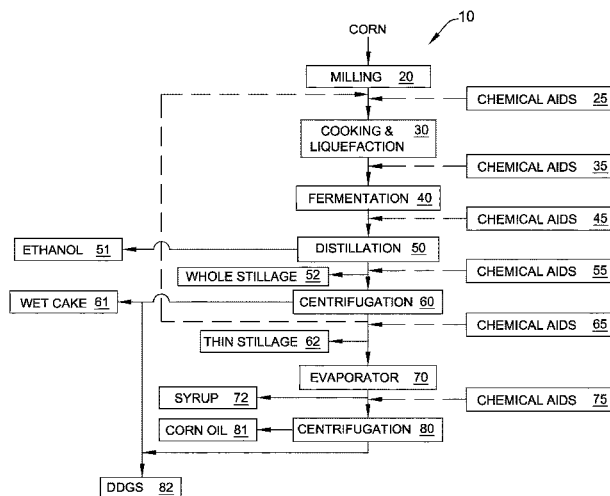 10
CORN
MILLING 20
CHEMICAL AIDS 25
COOKING & 30
LIQUEFACTION
CHEMICAL AIDS 35
FERMENTATION 40
CHEMICAL AIDS 45
ETHANOL 51
DISTILLATION 50
WHOLE STILLAGE 52
CHEMICAL AIDS 55
WET CAKE 61
CENTRIFUGATION 60
CHEMICAL AIDS 65
THIN STILLAGE 62
EVAPORATOR 70
SYRUP 72
CHEMICAL AIDS 75
CORN OIL 81
CENTRIFUGATION 80
DDGS 82